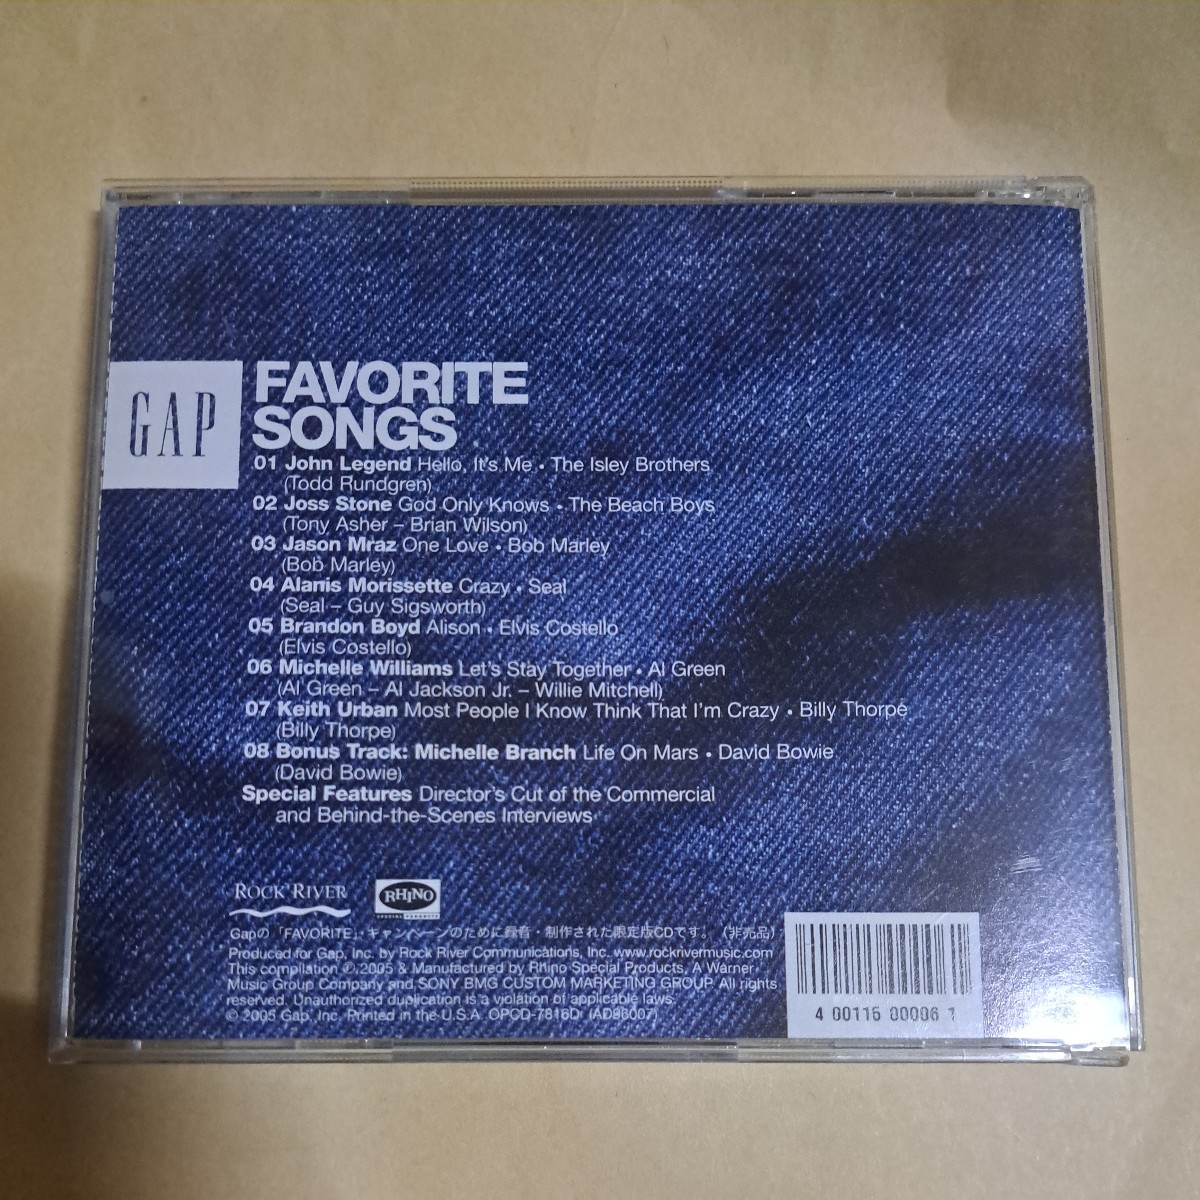 GAP
FAVORITE
SONGS
01 John Legend Hello, It's Me • The Isley Brothers
(Todd Rundgren)
02 Joss Stone God Only Knows • The Beach Boys
(Tony Asher – Brian Wilson)
03 Jason Mraz One Love • Bob Marley
(Bob Marley)
04 Alanis Morissette Crazy • Seal
(Seal – Guy Sigsworth)
05 Brandon Boyd Alison • Elvis Costello
(Elvis Costello)
06 Michelle Williams Let's Stay Together • Al Green
(Al Green – Al Jackson Jr. – Willie Mitchell)
07 Keith Urban Most People I Know Think That I'm Crazy • Billy Thorpe
(Billy Thorpe)
08 Bonus Track: Michelle Branch Life On Mars • David Bowie
(David Bowie)
Special Features Director's Cut of the Commercial
and Behind-the-Scenes Interviews
ROCK RIVER
RHINO
SPECIAL PRODUCTS
Gapの「FAVORITE」キャンペーンのために録音・制作された限定版CDです。(非売品)
Produced for Gap, Inc. by Rock River Communications, Inc. www.rockrivermusic.com
This compilation ℗ 2005 & Manufactured by Rhino Special Products, A Warner
Music Group Company and SONY BMG CUSTOM MARKETING GROUP. All rights
reserved. Unauthorized duplication is a violation of applicable laws.
© 2005 Gap, Inc. Printed in the U.S.A. OPCD-7816D (AD96007)
4 00115 00006 1